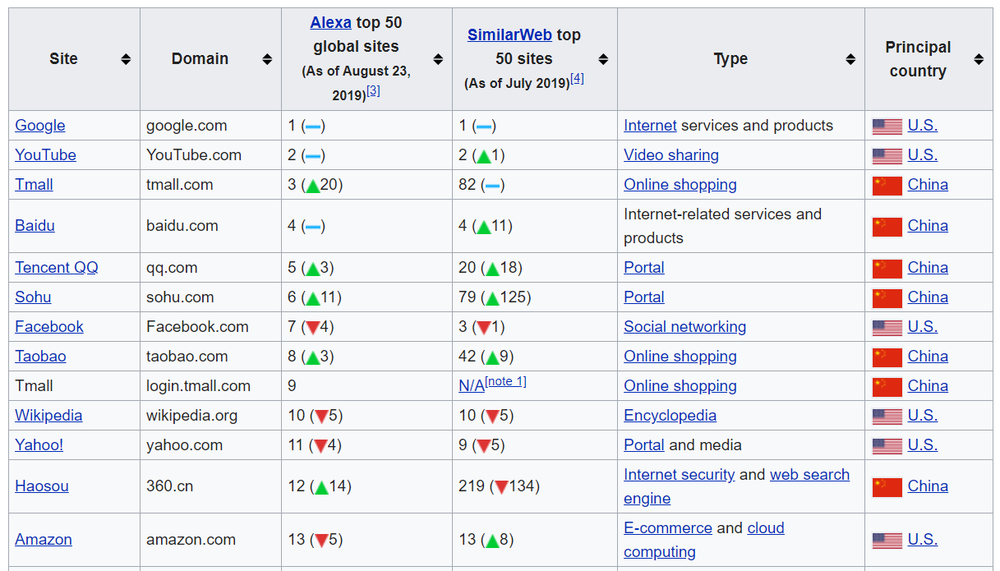 Site Domain Alexa top 50 global sites (As of August 23, 2019)[3] SimilarWeb top 50 sites (As of July 2019)[4] Type Principal country
Google google.com 1 (—) 1 (—) Internet services and products U.S.
YouTube YouTube.com 2 (—) 2 (▲1) Video sharing U.S.
Tmall tmall.com 3 (▲20) 82 (—) Online shopping China
Baidu baidu.com 4 (—) 4 (▲11) Internet-related services and products China
Tencent QQ qq.com 5 (▲3) 20 (▲18) Portal China
Sohu sohu.com 6 (▲11) 79 (▲125) Portal China
Facebook Facebook.com 7 (▼4) 3 (▼1) Social networking U.S.
Taobao taobao.com 8 (▲3) 42 (▲9) Online shopping China
Tmall login.tmall.com 9 N/A[note 1] Online shopping China
Wikipedia wikipedia.org 10 (▼5) 10 (▼5) Encyclopedia U.S.
Yahoo! yahoo.com 11 (▼4) 9 (▼5) Portal and media U.S.
Haosou 360.cn 12 (▲14) 219 (▼134) Internet security and web search engine China
Amazon amazon.com 13 (▼5) 13 (▲8) E-commerce and cloud computing U.S.